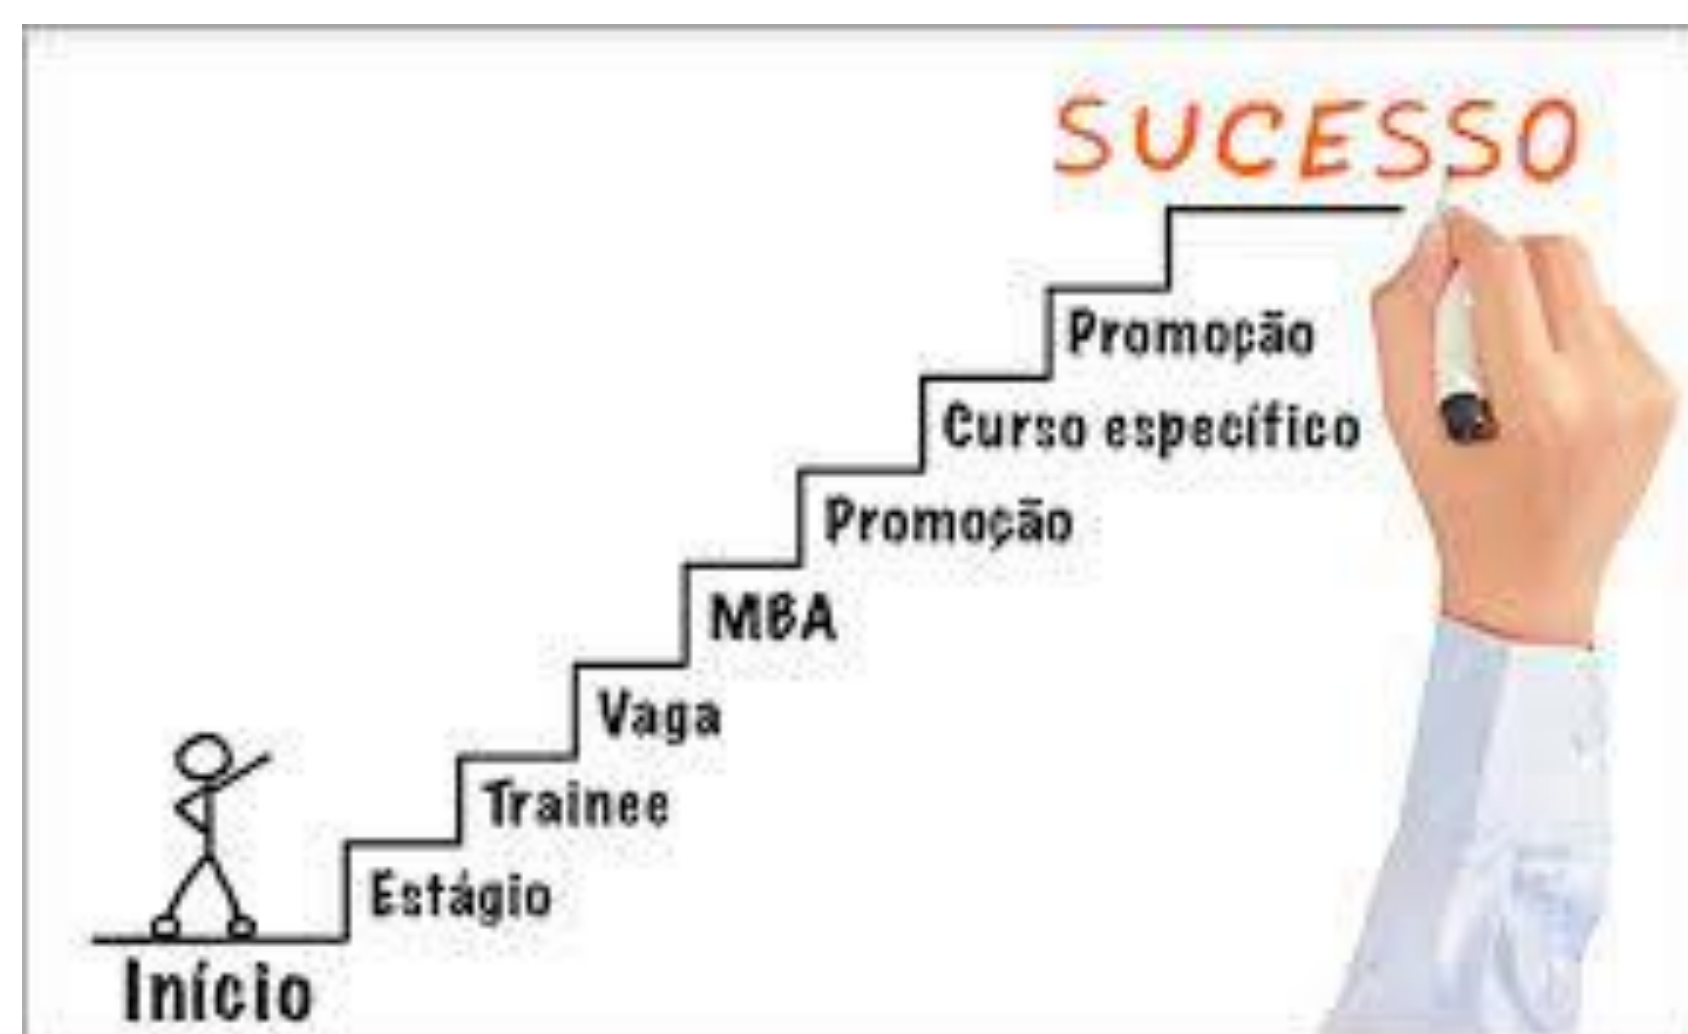 SUCESSO
Promoção
Curso específico
Promoção
MBA
Vaga
Trainee
Estágio
Início